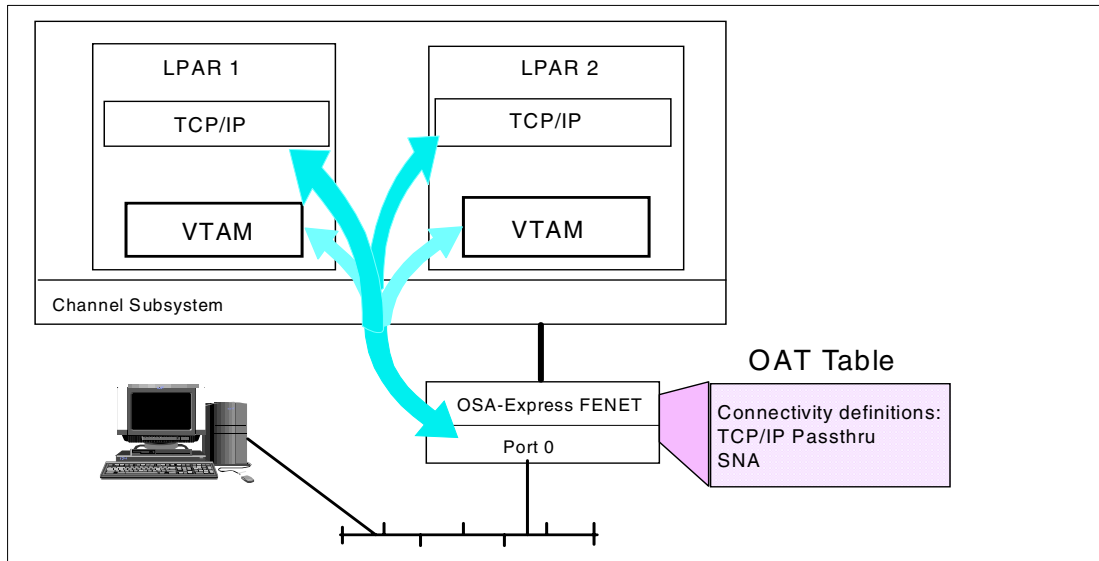 LPAR 1
LPAR 2
TCP/IP
TCP/IP
VTAM
VTAM
Channel Subsystem
OAT Table
OSA-Express FENET
Port 0
Connectivity definitions:
TCP/IP Passthru
SNA